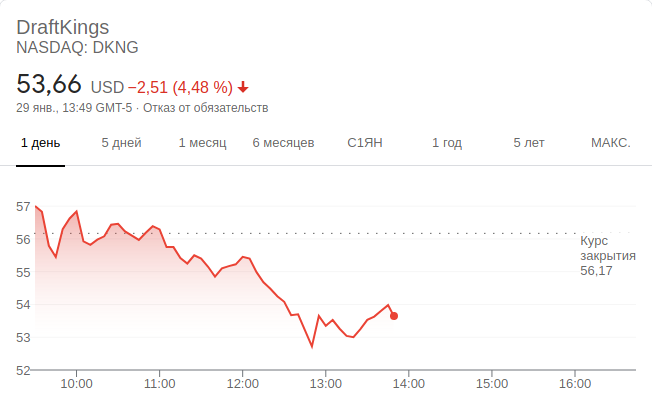 DraftKings
NASDAQ: DKNG
53,66 USD −2,51 (4,48 %)
29 янв., 13:49 GMT-5 · Отказ от обязательств
1 день 5 дней 1 месяц 6 месяцев С1ЯН 1 год 5 лет МАКС.
57
56
55
54
53
52
Курс
закрытия
56,17
10:00 11:00 12:00 13:00 14:00 15:00 16:00